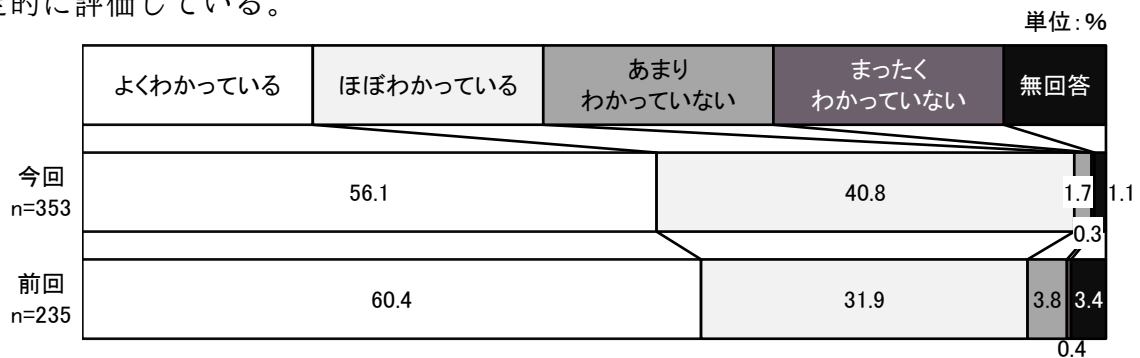 定的に評価している。
単位：％
よくわかっている
ほぼわかっている
あまり
わかっていない
まったく
わかっていない
無回答
今回
n=353
56.1
40.8
1.7
1.1
0.3
前回
n=235
60.4
31.9
3.8
3.4
0.4